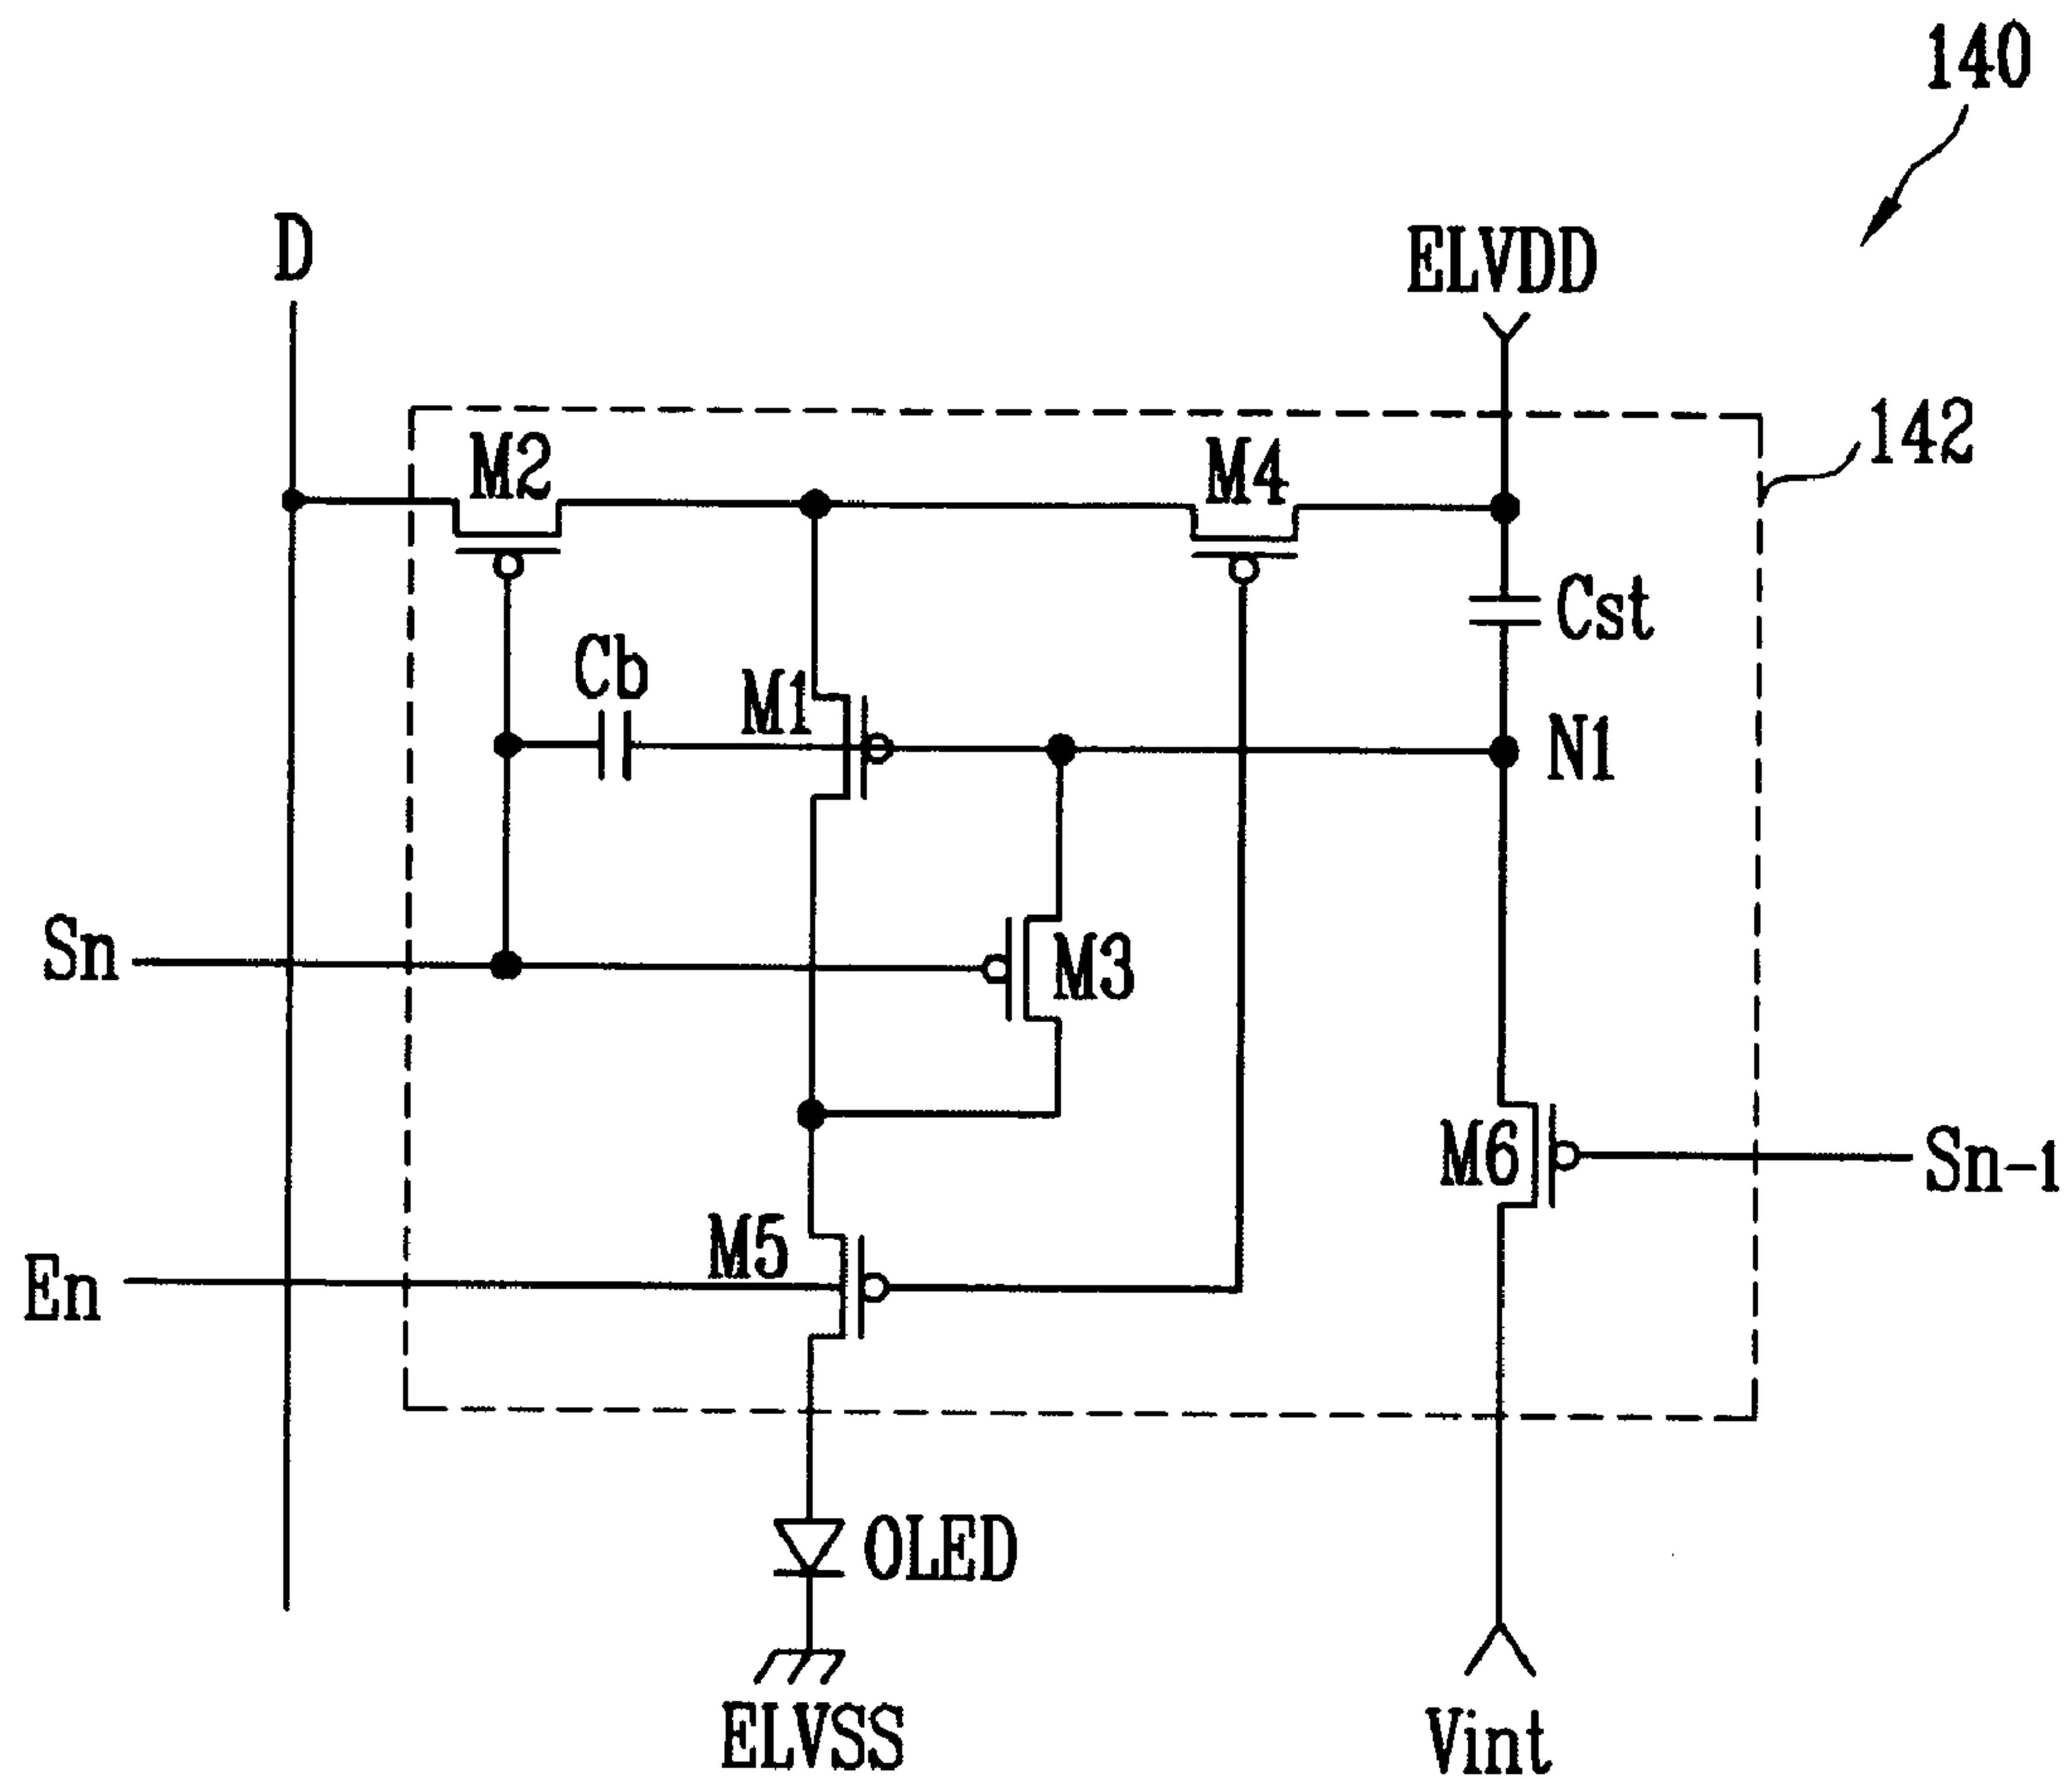 140
D
ELVDD
142
M2
M4
Cst
Cb
M1
N1
Sn
M3
M6
Sn-1
M5
En
OLED
ELVSS
Vint